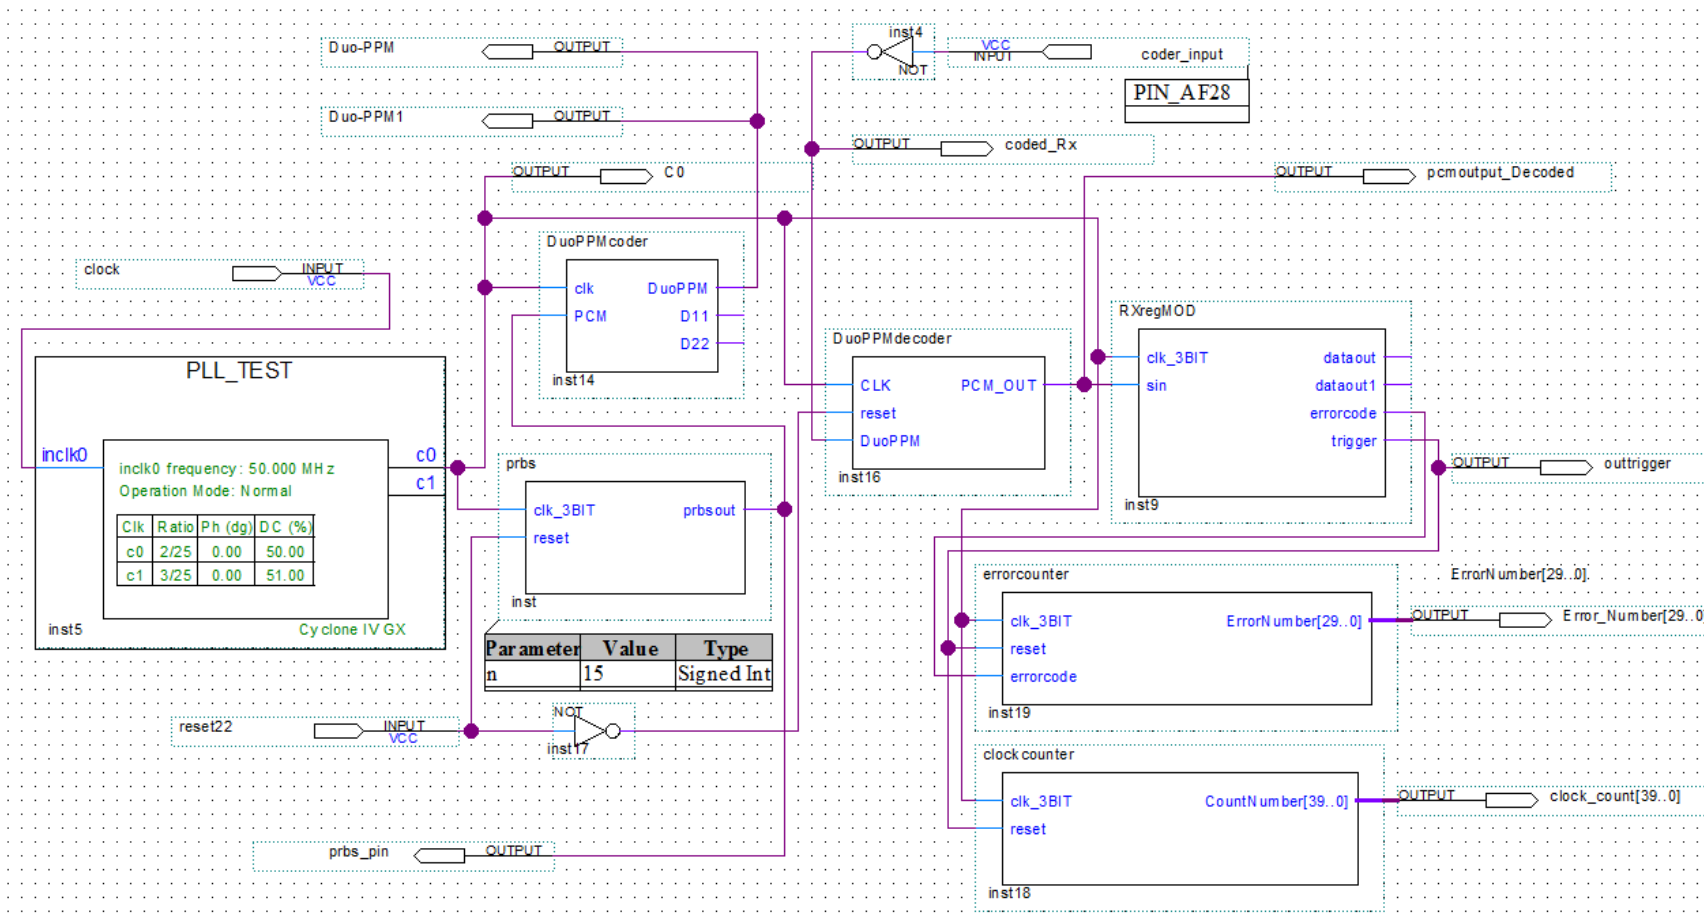 Duo-PPM
OUTPUT
Duo-PPM1
OUTPUT
inst4
NOT
VCC
INPUT
coder_input
PIN_AF28
OUTPUT
coded_Rx
OUTPUT
C0
OUTPUT
pcmoutput_Decoded
clock
INPUT
VCC
DuoPPMcoder
clk
DuoPPM
PCM
D11
D22
inst14
DuoPPMdecoder
CLK
PCM_OUT
reset
DuoPPM
inst16
RXregMOD
clk_3BIT
dataout
sin
dataout1
errorcode
trigger
inst9
OUTPUT
outtrigger
PLL_TEST
inclk0
c0
c1
inclk0 frequency: 50.000 MHz
Operation Mode: Normal
Clk Ratio Ph (dg) DC (%)
c0 2/25 0.00 50.00
c1 3/25 0.00 51.00
inst5
Cyclone IV GX
prbs
clk_3BIT
prbsout
reset
inst
Parameter Value Type
n 15 Signed Int
reset22
INPUT
VCC
NOT
inst17
prbs_pin
OUTPUT
errorcounter
clk_3BIT
ErrorNumber[29..0]
reset
errorcode
inst19
ErrorNumber[29..0]
OUTPUT
Error_Number[29..0
clockcounter
clk_3BIT
CountNumber[39..0]
reset
inst18
OUTPUT
clock_count[39..0]